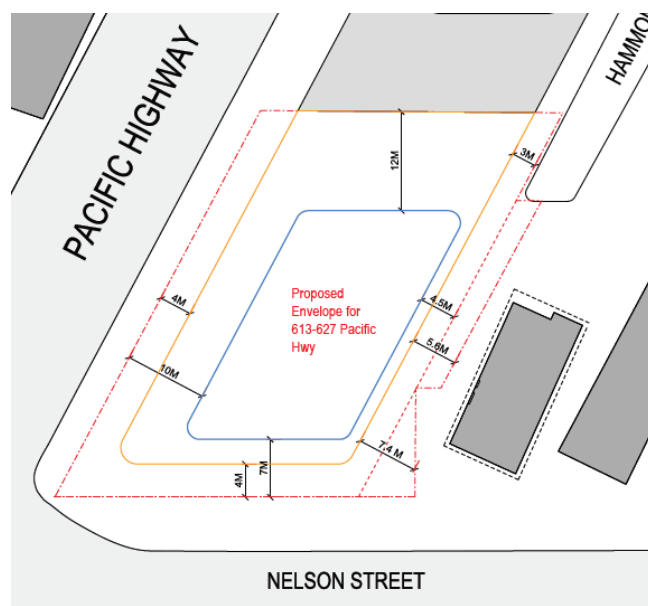 HAMMO
PACIFIC HIGHWAY
3M
12M
Proposed
Envelope for
613-627 Pacific
Hwy
4M
4.5M
5.6M
10M
7.4 M
7M
4M
NELSON STREET